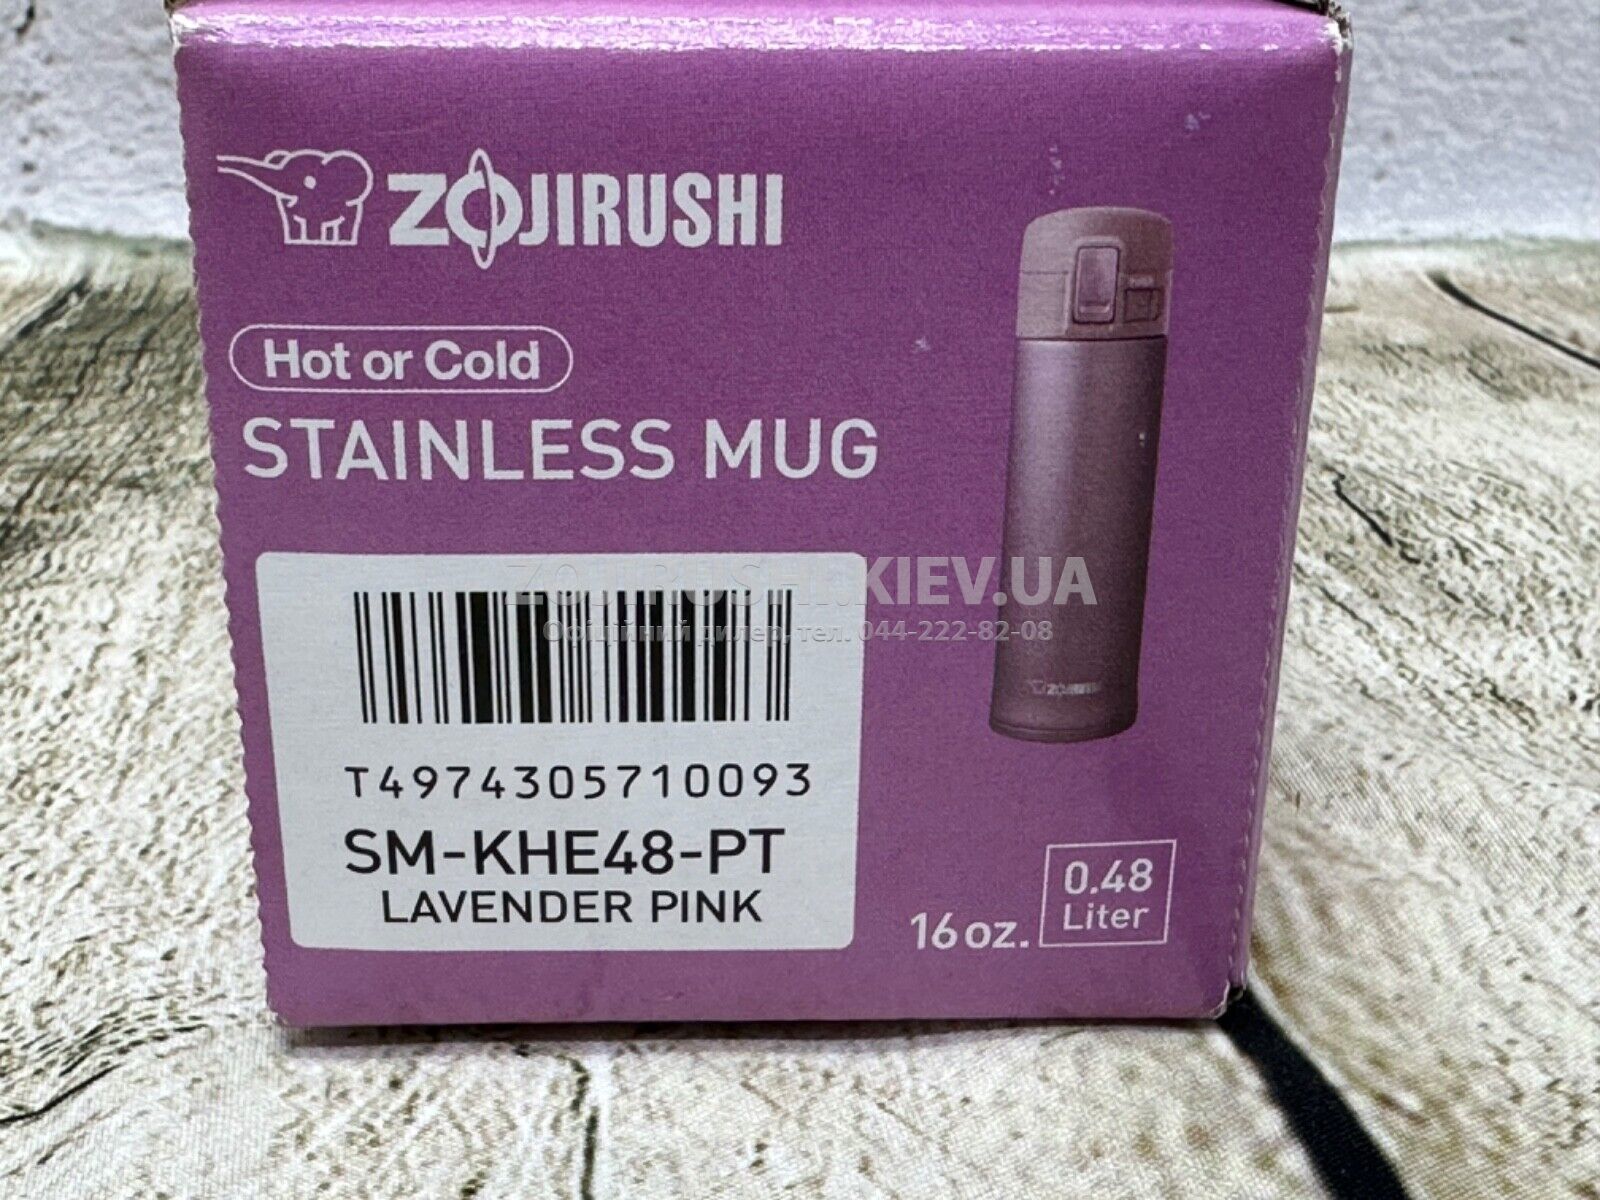 ZOJIRUSHI
Hot or Cold
STAINLESS MUG
ZOJIRUSHI.KIEV.UA
Офіційний дилер, тел. 044-222-82-08
ZOJIRUSHI
T4974305710093
SM-KHE48-PT
LAVENDER PINK
16 oz.
0.48
Liter